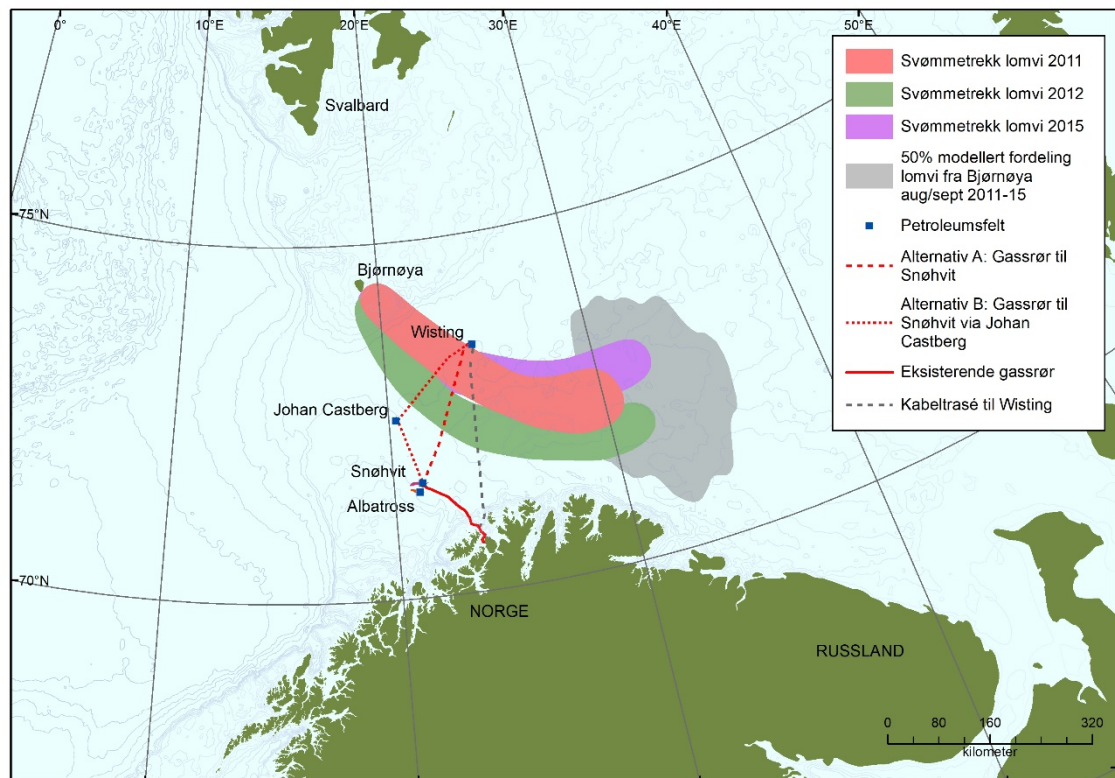 0°
10°E
20°E
30°E
40°E
50°E
Svalbard
75°N
Bjørnøya
Wisting
Johan Castberg
Snøhvit
Albatross
70°N
NORGE
RUSSLAND
Svømmetrekk lomvi 2011
Svømmetrekk lomvi 2012
Svømmetrekk lomvi 2015
50% modellert fordeling
lomvi fra Bjørnøya
aug/sept 2011-15
Petroleumsfelt
Alternativ A: Gassrør til
Snøhvit
Alternativ B: Gassrør til
Snøhvit via Johan
Castberg
Eksisterende gassrør
Kabeltrasé til Wisting
0 80 160 320
kilometer